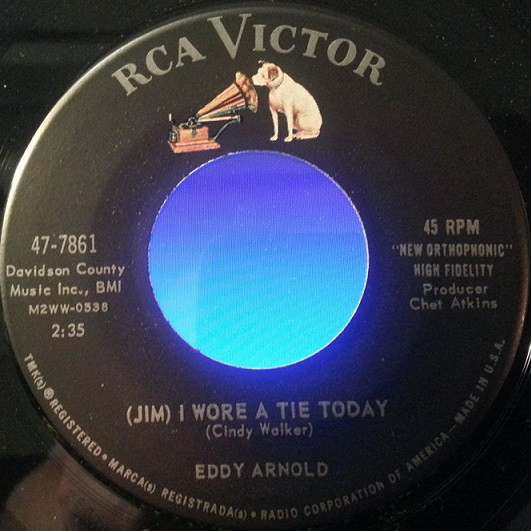 RCA VICTOR
47-7861
Davidson County
Music Inc., BMI
M2WW-0538
2:35
45 RPM
"NEW ORTHOPHONIC"
HIGH FIDELITY
Producer
Chet Atkins
(JIM) I WORE A TIE TODAY
(Cindy Walker)
EDDY ARNOLD
TMK(s) ® REGISTERED • MARCA(s) REGISTRADA(s) • RADIO CORPORATION OF AMERICA—MADE IN U.S.A.